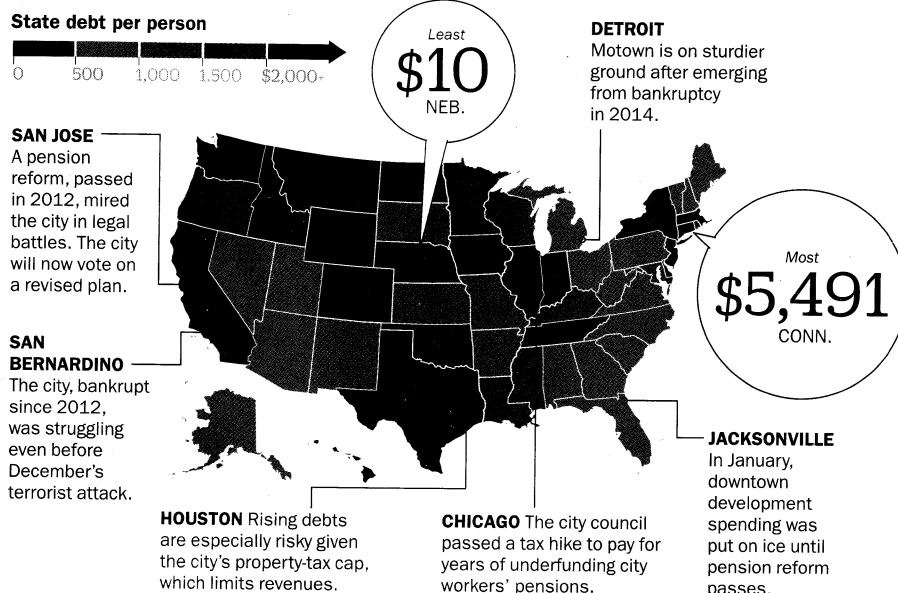 State debt per person
0 500 1,000 1,500 $2,000+
Least
$10
NEB.
DETROIT
Motown is on sturdier
ground after emerging
from bankruptcy
in 2014.
SAN JOSE
A pension
reform, passed
in 2012, mired
the city in legal
battles. The city
will now vote on
a revised plan.
Most
$5,491
CONN.
SAN
BERNARDINO
The city, bankrupt
since 2012,
was struggling
even before
December's
terrorist attack.
HOUSTON Rising debts
are especially risky given
the city's property-tax cap,
which limits revenues.
CHICAGO The city council
passed a tax hike to pay for
years of underfunding city
workers' pensions.
JACKSONVILLE
In January,
downtown
development
spending was
put on ice until
pension reform
passes.